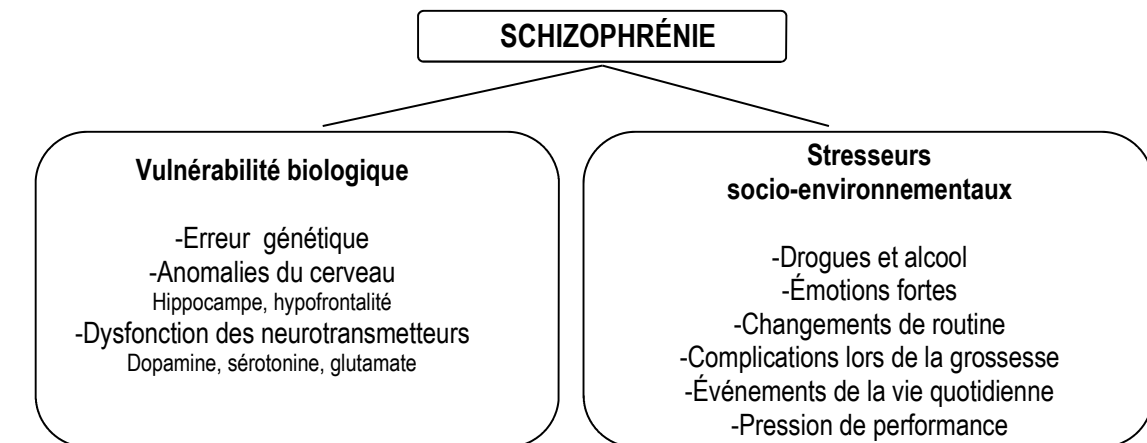 SCHIZOPHRÉNIE
Vulnérabilité biologique
-Erreur génétique
-Anomalies du cerveau
Hippocampe, hypofrontalité
-Dysfonction des neurotransmetteurs
Dopamine, sérotonine, glutamate
Stresseurs
socio-environnementaux
-Drogues et alcool
-Émotions fortes
-Changements de routine
-Complications lors de la grossesse
-Événements de la vie quotidienne
-Pression de performance